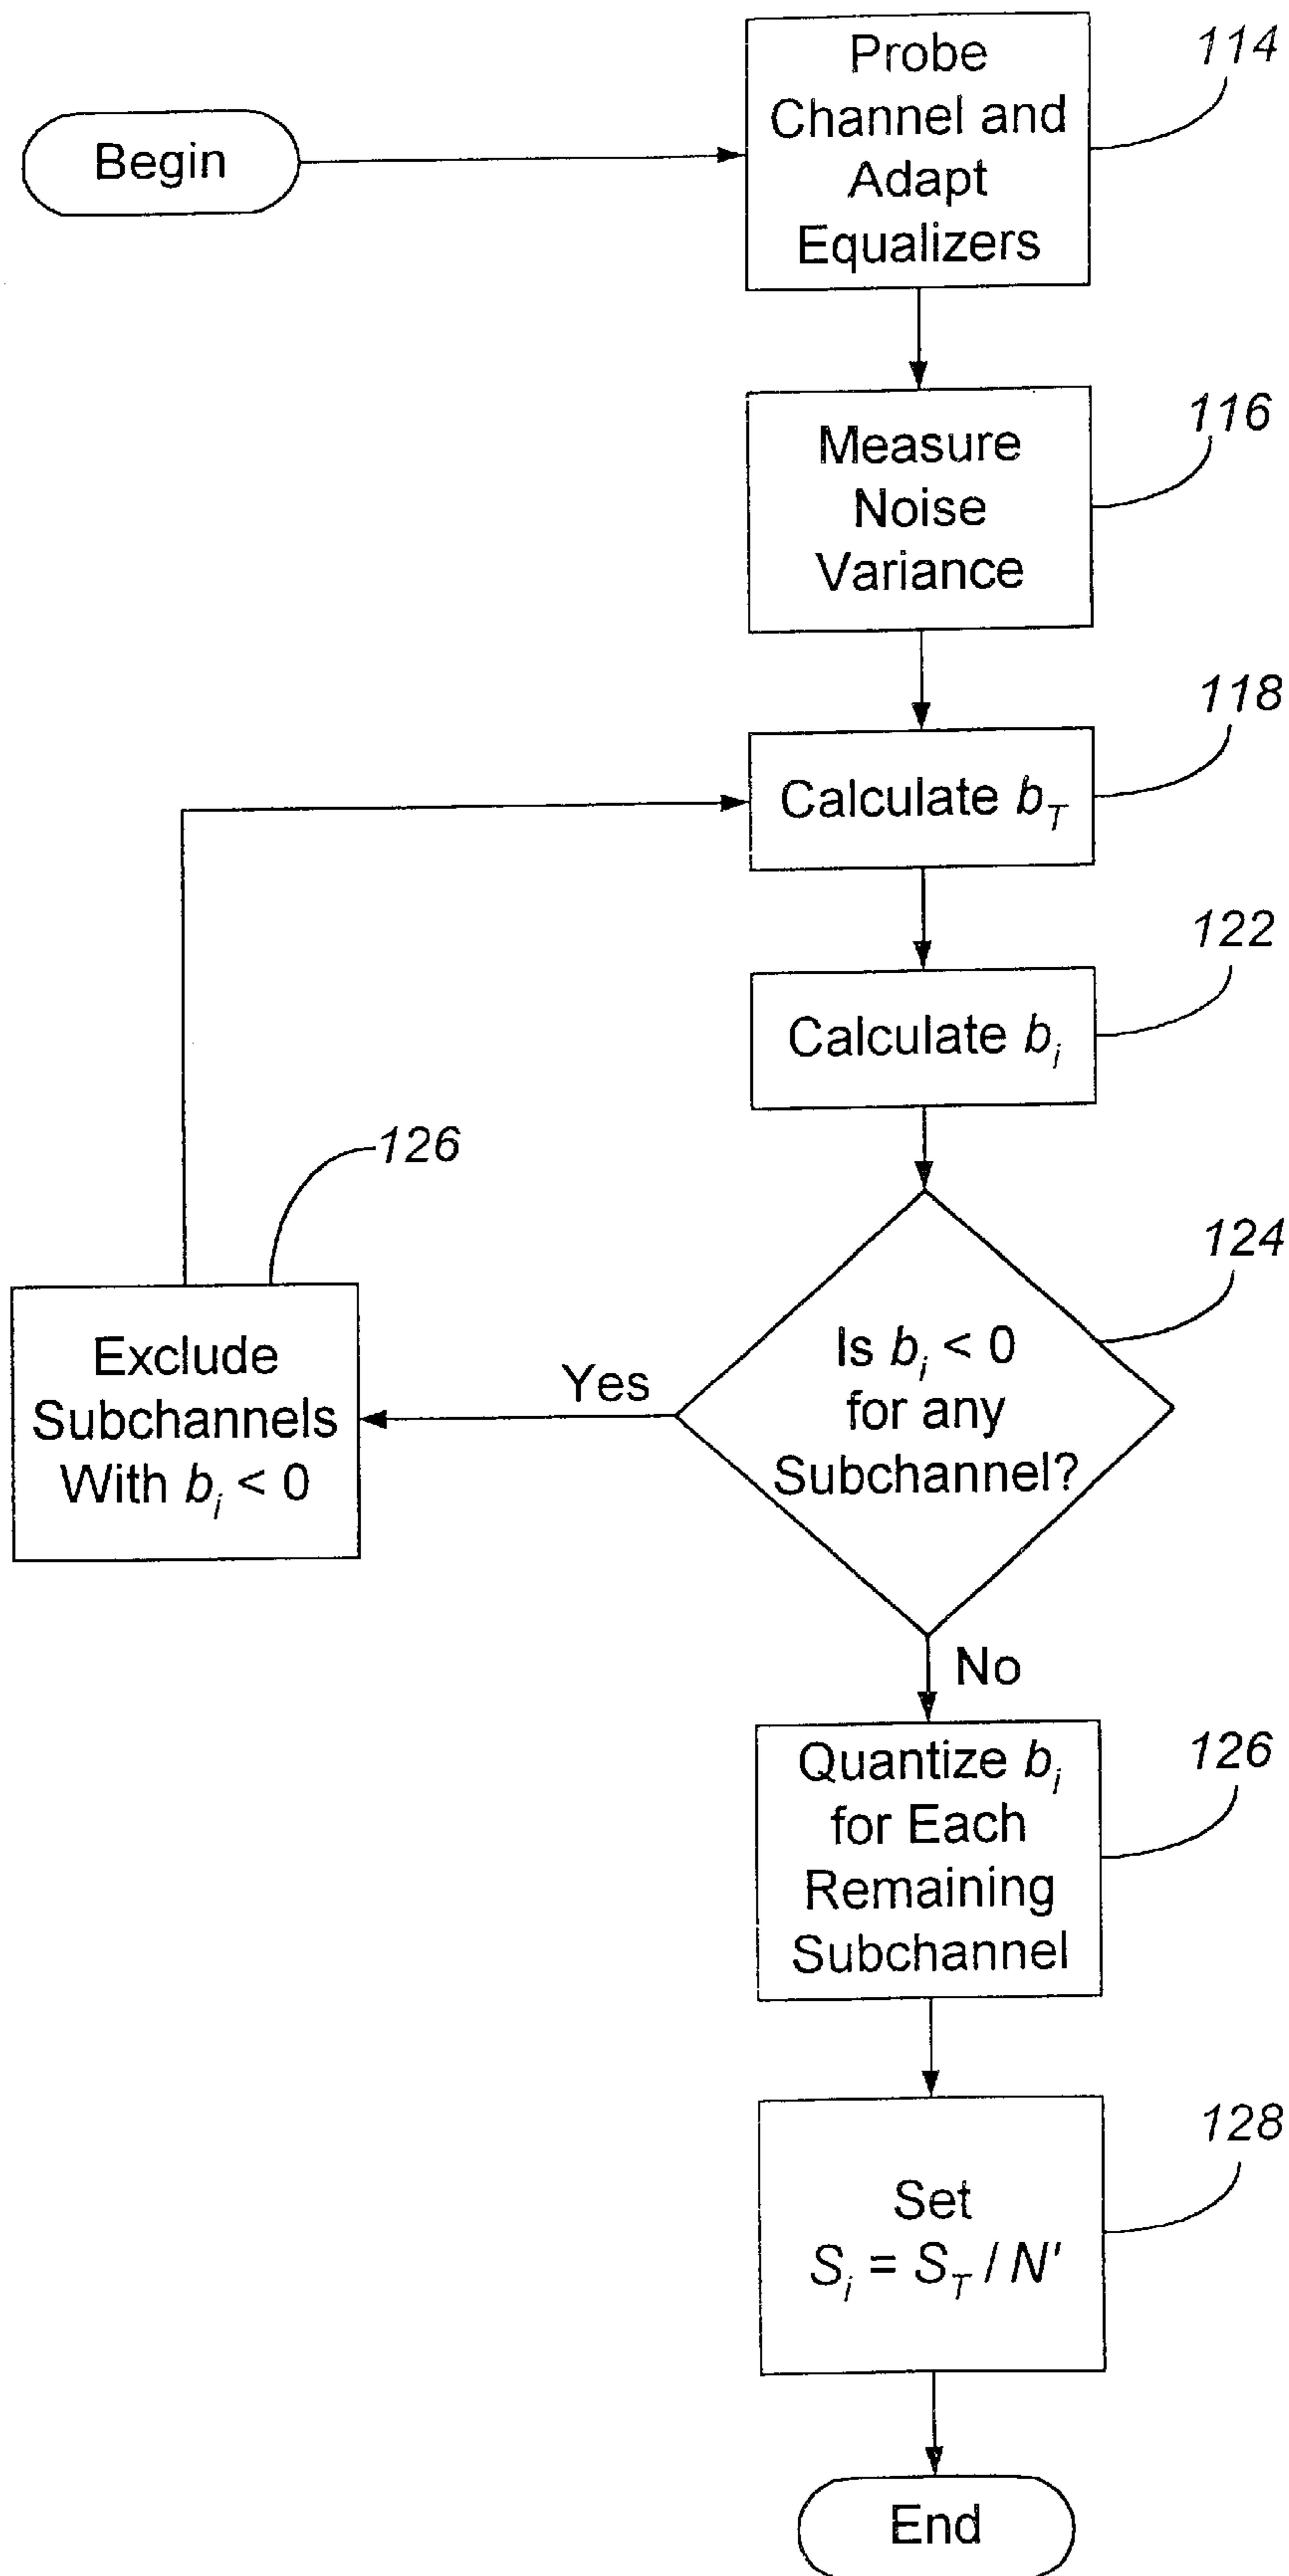 Begin
Probe
Channel and
Adapt
Equalizers
114
Measure
Noise
Variance
116
Calculate b_T
118
Calculate b_i
122
Is b_i < 0
for any
Subchannel?
124
Yes
Exclude
Subchannels
With b_i < 0
126
No
Quantize b_i
for Each
Remaining
Subchannel
126
Set
S_i = S_T / N'
128
End